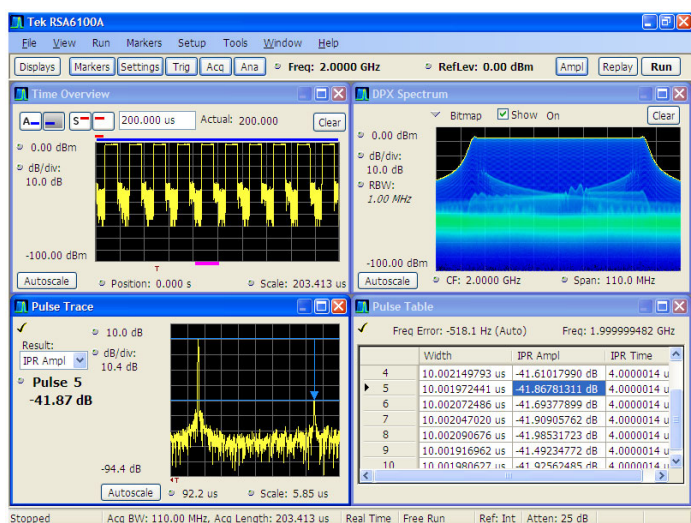 Tek RSA6100A
File View Run Markers Setup Tools Window Help
Displays Markers Settings Trig Acq Ana Freq: 2.0000 GHz RefLev: 0.00 dBm Ampl Replay Run
Time Overview
A S 200.000 us Actual: 200.000 Clear
0.00 dBm
dB/div:
10.0 dB
-100.00 dBm
T
Autoscale Position: 0.000 s Scale: 203.413 us
DPX Spectrum
Bitmap Show On Clear
0.00 dBm
dB/div:
10.0 dB
RBW:
1.00 MHz
-100.00 dBm
Autoscale CF: 2.0000 GHz Span: 110.0 MHz
Pulse Trace
Result:
IPR Ampl
Pulse 5
-41.87 dB
10.0 dB
dB/div:
10.4 dB
-94.4 dB
T
Autoscale 92.2 us Scale: 5.85 us
Pulse Table
Freq Error: -518.1 Hz (Auto) Freq: 1.999999482 GHz
Width IPR Ampl IPR Time
4 10.002149793 us -41.61017990 dB 4.0000014 u
5 10.001972441 us -41.86781311 dB 4.0000014 u
6 10.002072486 us -41.69377899 dB 4.0000014 u
7 10.002047020 us -41.90905762 dB 4.0000014 u
8 10.002090676 us -41.98531723 dB 4.0000014 u
9 10.001916962 us -41.49234772 dB 4.0000014 u
10 10.001980627 us -41.92562485 dB 4.0000014 u
Stopped Acq BW: 110.00 MHz, Acq Length: 203.413 us Real Time Free Run Ref: Int Atten: 25 dB